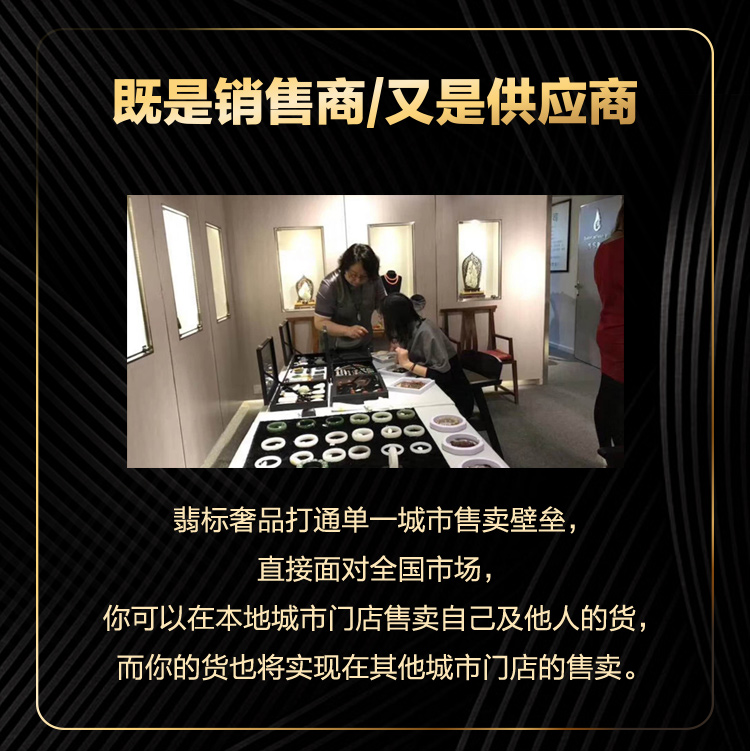 既是销售商/又是供应商
翡标奢品打通单一城市售卖壁垒，
直接面对全国市场，
你可以在本地城市门店售卖自己及他人的货，
而你的货也将实现在其他城市门店的售卖。